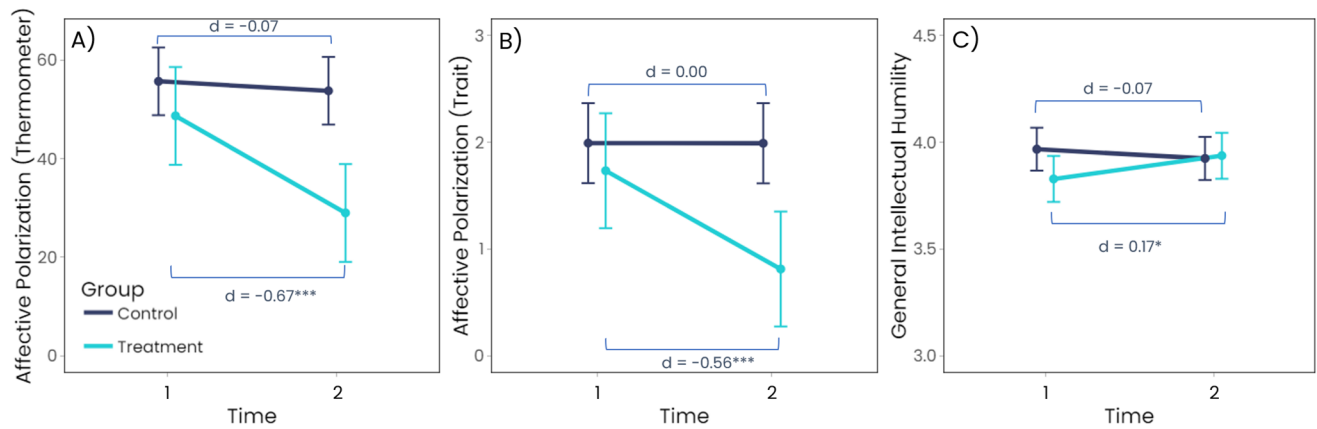 A)
d = −0.07
Affective Polarization (Thermometer)
60
40
20
0
d = −0.67***
Group
Control
Treatment
1
2
Time
B)
d = 0.00
Affective Polarization (Trait)
3
2
1
0
d = −0.56***
1
2
Time
C)
d = −0.07
General Intellectual Humility
4.5
4.0
3.5
3.0
d = 0.17*
1
2
Time